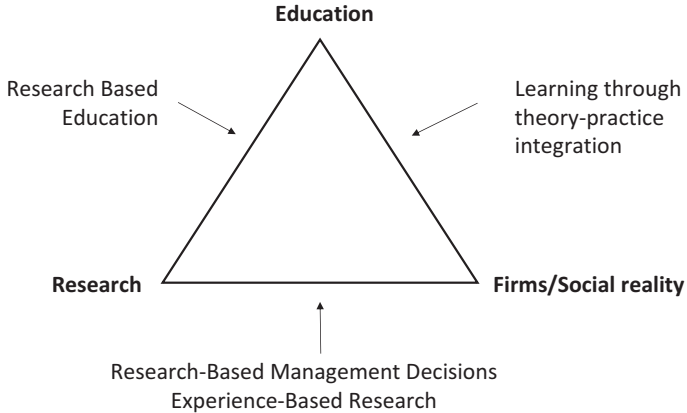 Education
Research Based
Education
Learning through
theory-practice
integration
Research
Firms/Social reality
Research-Based Management Decisions
Experience-Based Research